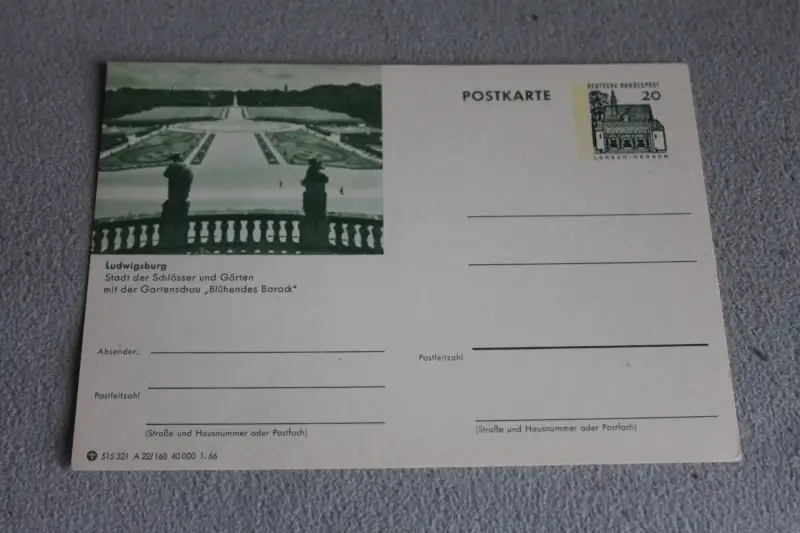 POSTKARTE
DEUTSCHE BUNDESPOST
20
LORSCH · HESSEN
Ludwigsburg
Stadt der Schlösser und Gärten
mit der Gartenschau „Blühendes Barock"
Absender:
Postleitzahl
(Straße und Hausnummer oder Postfach)
Postleitzahl
(Straße und Hausnummer oder Postfach)
515 321 A 22/168 40 000 1. 66